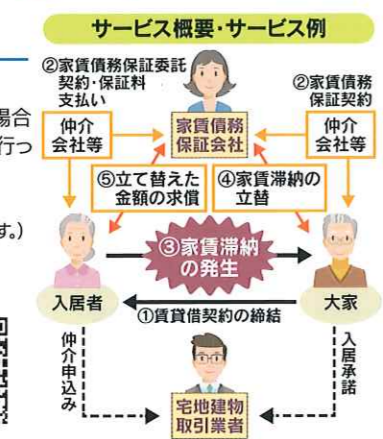 サービス概要・サービス例
②家賃債務保証委託
契約・保証料
支払い
②家賃債務
保証契約
場合
行っ
す。)
仲介
会社等
家賃債務
保証会社
仲介
会社等
⑤立て替えた
金額の求償
④家賃滞納の
立替
③家賃滞納
の発生
入居者
大家
①賃貸借契約の締結
仲介申込み
入居承諾
宅地建物
取引業者